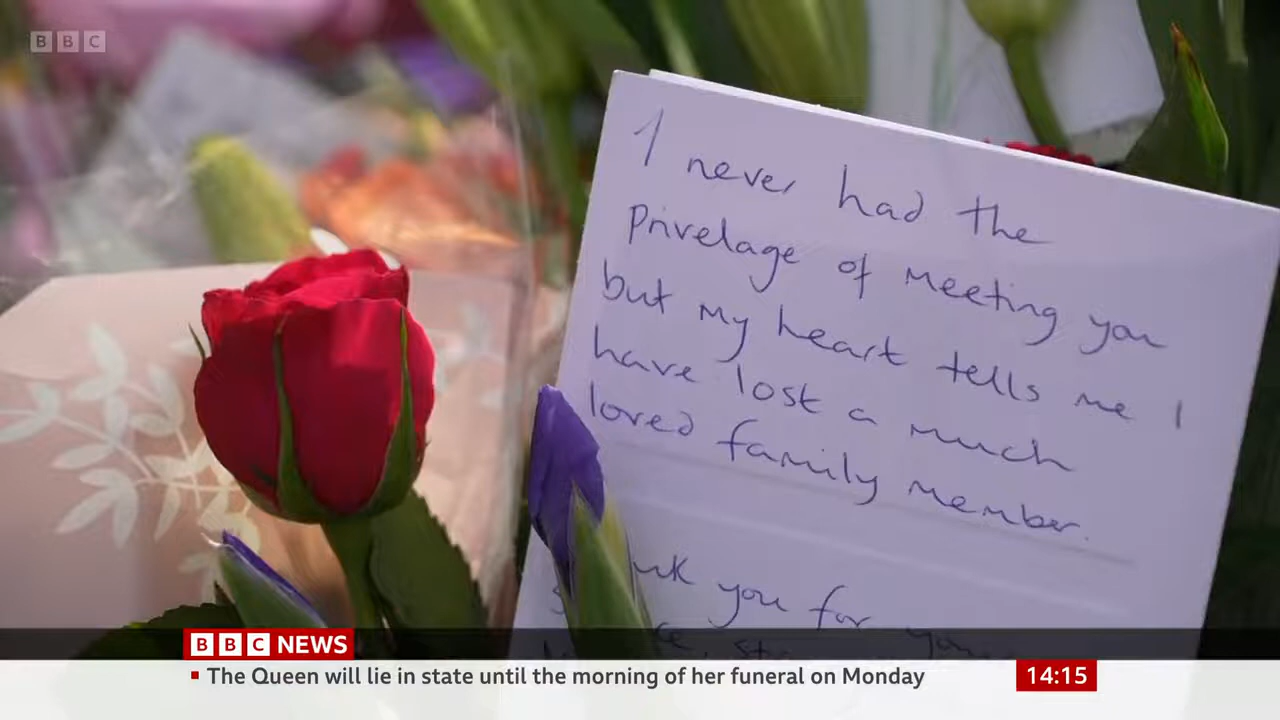 BBC
I never had the
privelage of meeting you
but my heart tells me I
have lost a much
loved family member.
you for
BBC NEWS
The Queen will lie in state until the morning of her funeral on Monday
14:15